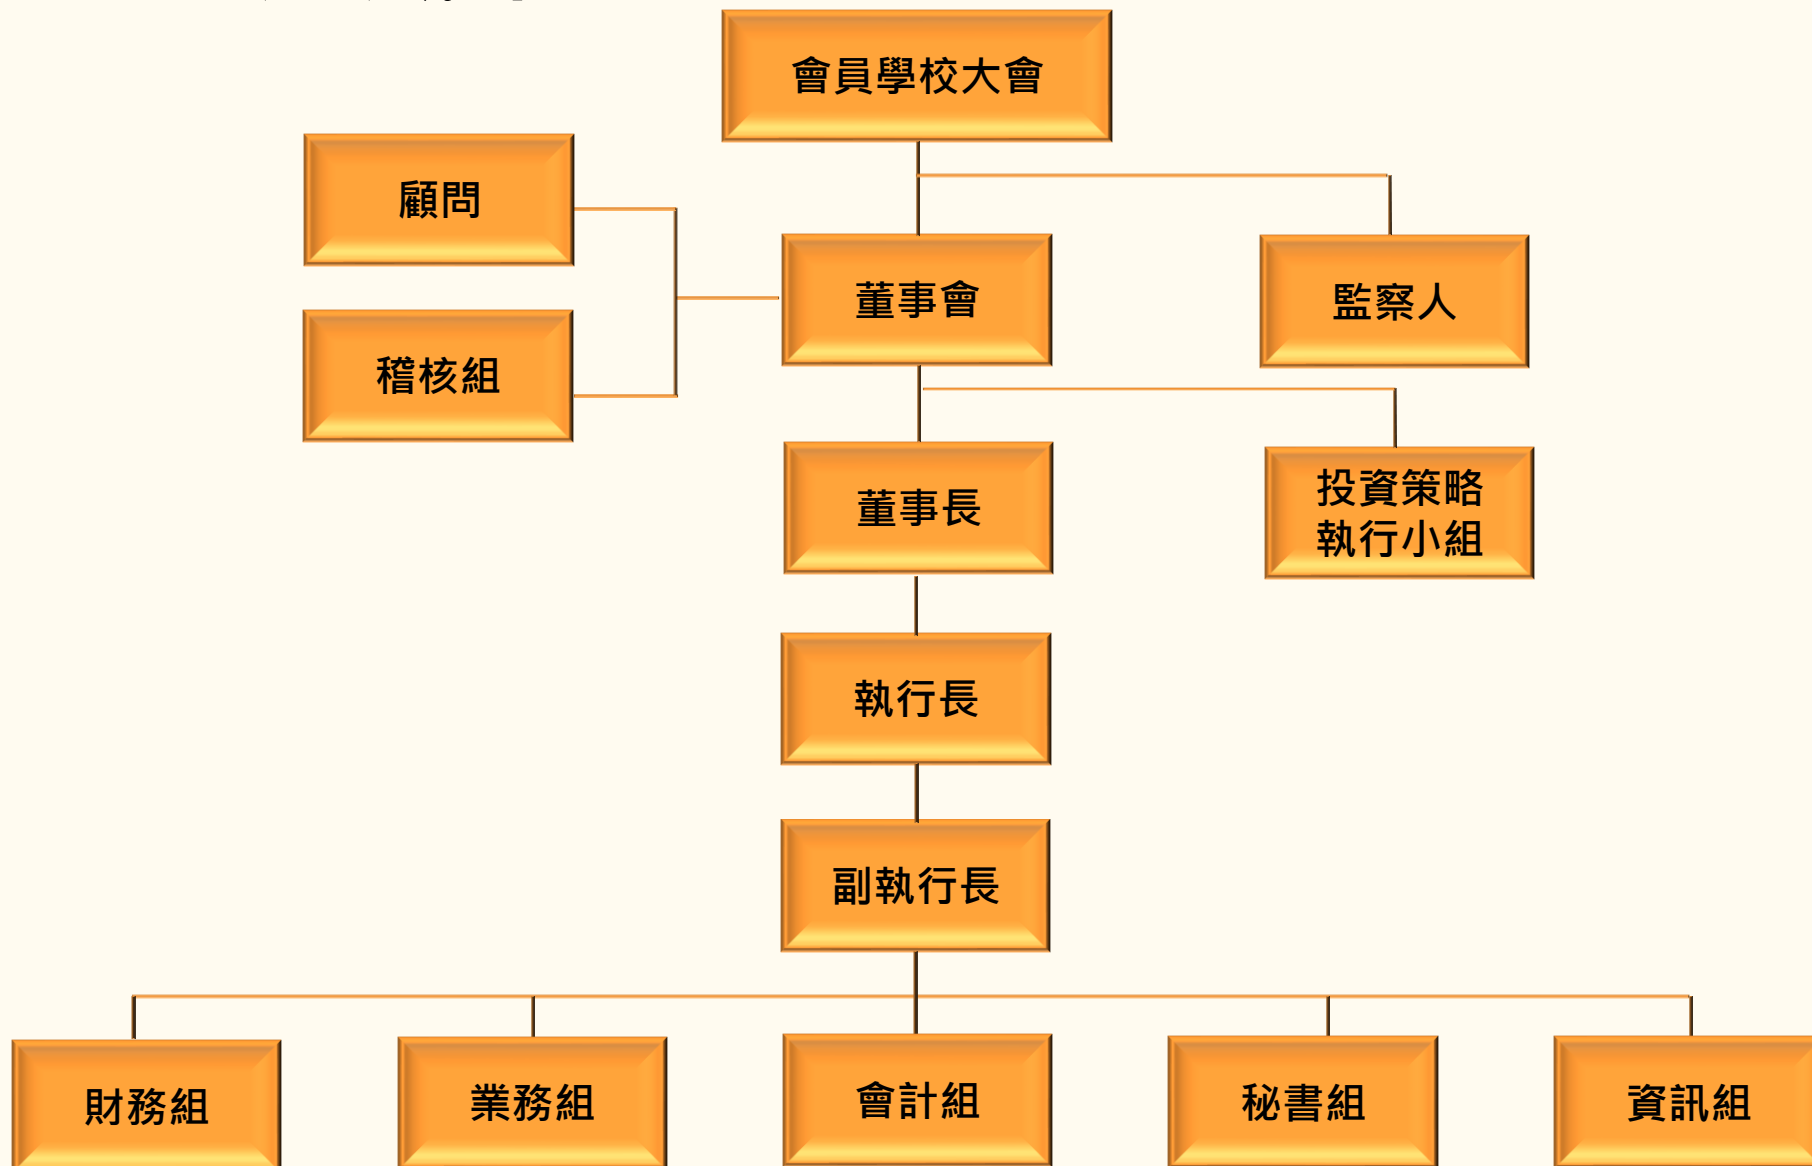 會員學校大會
顧問
董事會
監察人
稽核組
董事長
投資策略
執行小組
執行長
副執行長
財務組
業務組
會計組
秘書組
資訊組